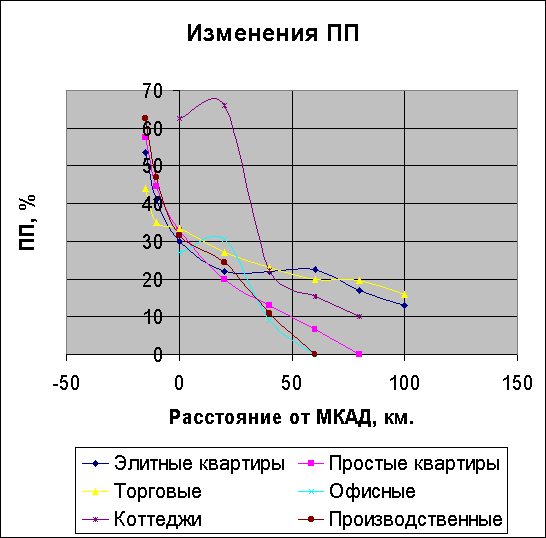 Изменения ПП
70
60
50
40
30
20
10
0
-50 0 50 100 150
ПП, %
Расстояние от МКАД, км.
Элитные квартиры Простые квартиры
Торговые Офисные
Коттеджи Производственные